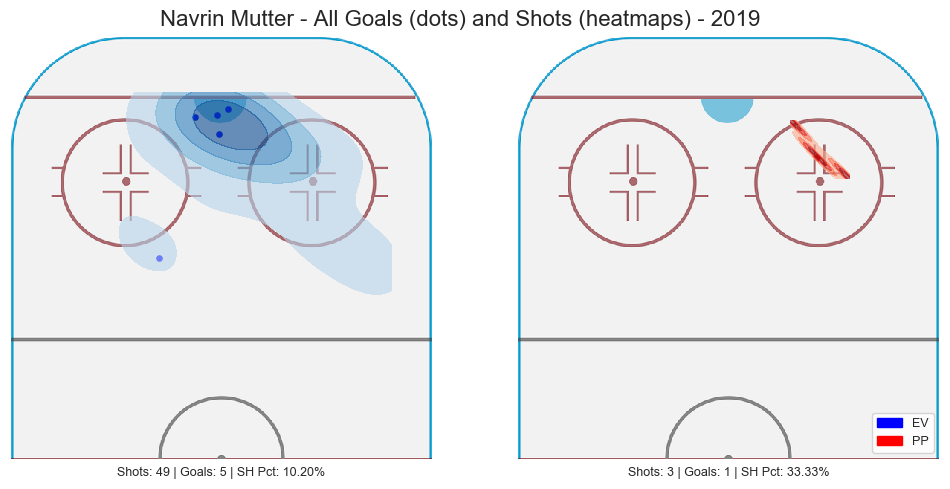 Navrin Mutter - All Goals (dots) and Shots (heatmaps) - 2019
EV
PP
Shots: 49 | Goals: 5 | SH Pct: 10.20%
Shots: 3 | Goals: 1 | SH Pct: 33.33%